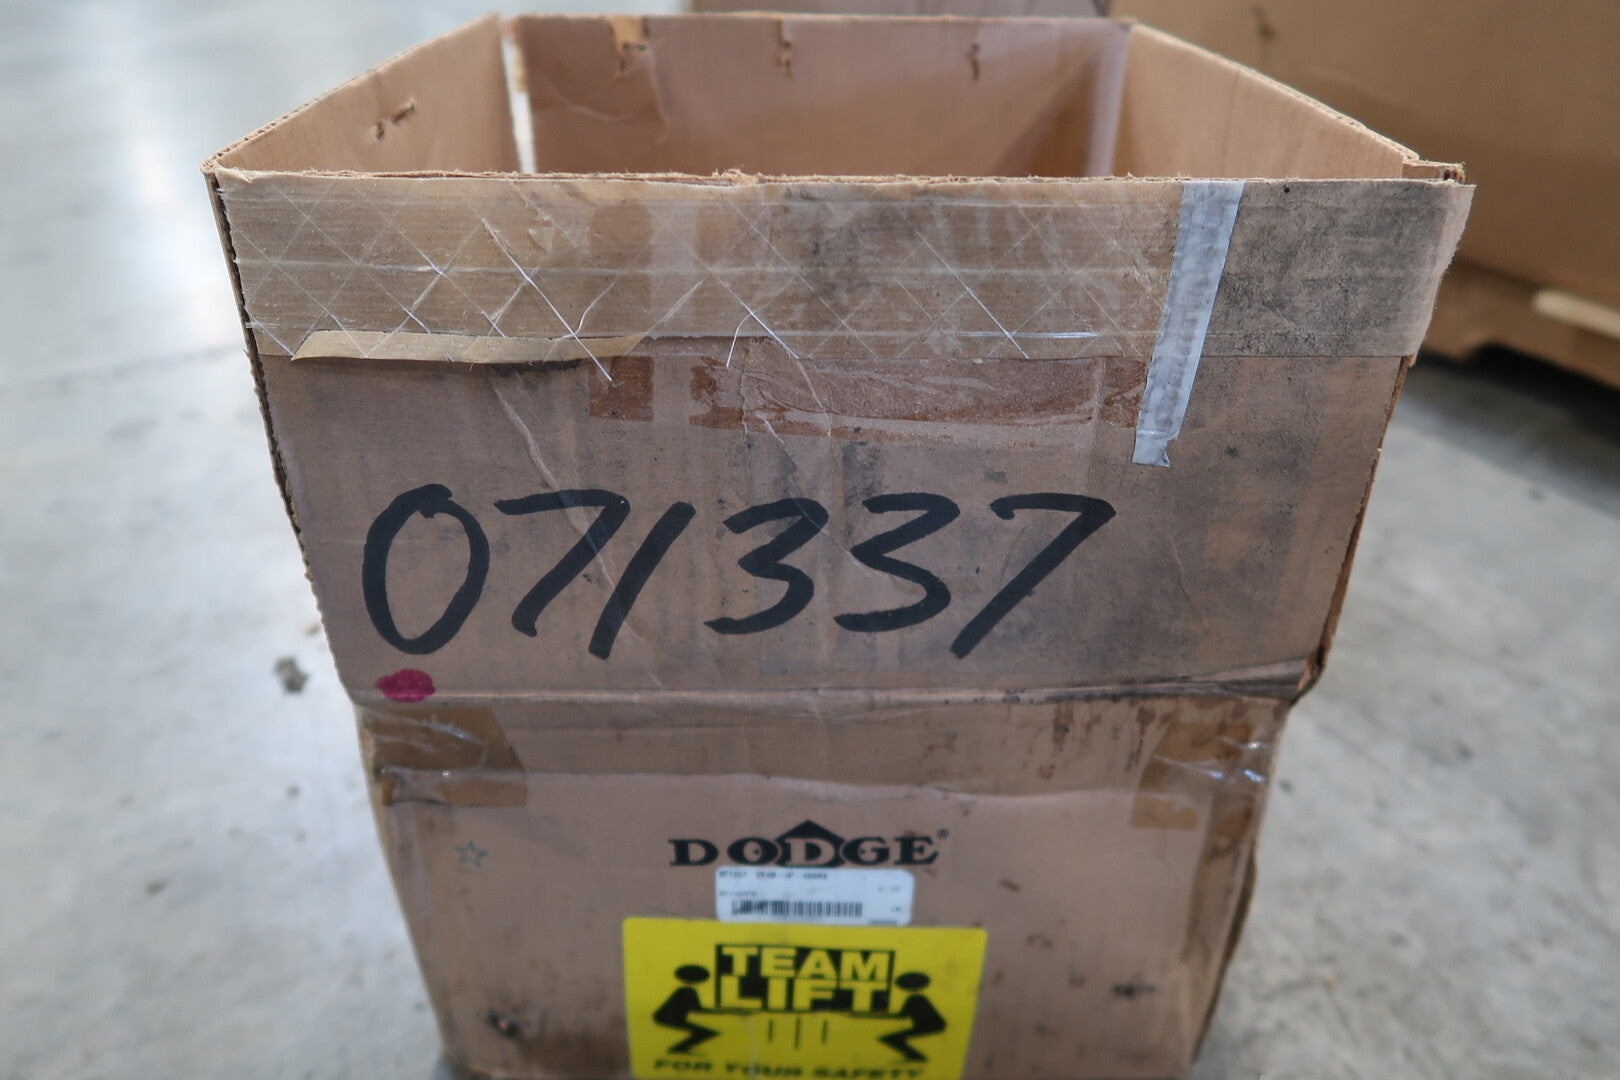 071337
DODGE®
071337
TEAM
LIFT
FOR YOUR SAFETY